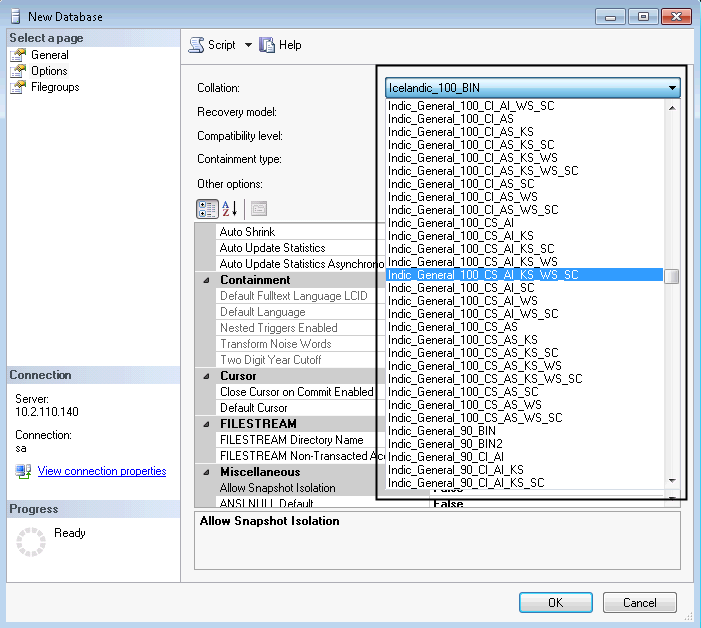 New Database
Select a page
General
Options
Filegroups
Script
Help
Collation:
Recovery model:
Compatibility level:
Containment type:
Other options:
Icelandic_100_BIN
Indic_General_100_CI_AI_WS_SC
Indic_General_100_CI_AS
Indic_General_100_CI_AS_KS
Indic_General_100_CI_AS_KS_SC
Indic_General_100_CI_AS_KS_WS
Indic_General_100_CI_AS_KS_WS_SC
Indic_General_100_CI_AS_SC
Indic_General_100_CI_AS_WS
Indic_General_100_CI_AS_WS_SC
Indic_General_100_CS_AI
Indic_General_100_CS_AI_KS
Indic_General_100_CS_AI_KS_SC
Indic_General_100_CS_AI_KS_WS
Indic_General_100_CS_AI_KS_WS_SC
Indic_General_100_CS_AI_SC
Indic_General_100_CS_AI_WS
Indic_General_100_CS_AI_WS_SC
Indic_General_100_CS_AS
Indic_General_100_CS_AS_KS
Indic_General_100_CS_AS_KS_SC
Indic_General_100_CS_AS_KS_WS
Indic_General_100_CS_AS_KS_WS_SC
Indic_General_100_CS_AS_SC
Indic_General_100_CS_AS_WS
Indic_General_100_CS_AS_WS_SC
Indic_General_90_BIN
Indic_General_90_BIN2
Indic_General_90_CI_AI
Indic_General_90_CI_AI_KS
Indic_General_90_CI_AI_KS_SC
Auto Shrink
Auto Update Statistics
Auto Update Statistics Asynchrono
Containment
Default Fulltext Language LCID
Default Language
Nested Triggers Enabled
Transform Noise Words
Two Digit Year Cutoff
Cursor
Close Cursor on Commit Enabled
Default Cursor
FILESTREAM
FILESTREAM Directory Name
FILESTREAM Non-Transacted Acc
Miscellaneous
Allow Snapshot Isolation False
ANSI NULL Default False
Allow Snapshot Isolation
Connection
Server:
10.2.110.140
Connection:
sa
View connection properties
Progress
Ready
OK
Cancel